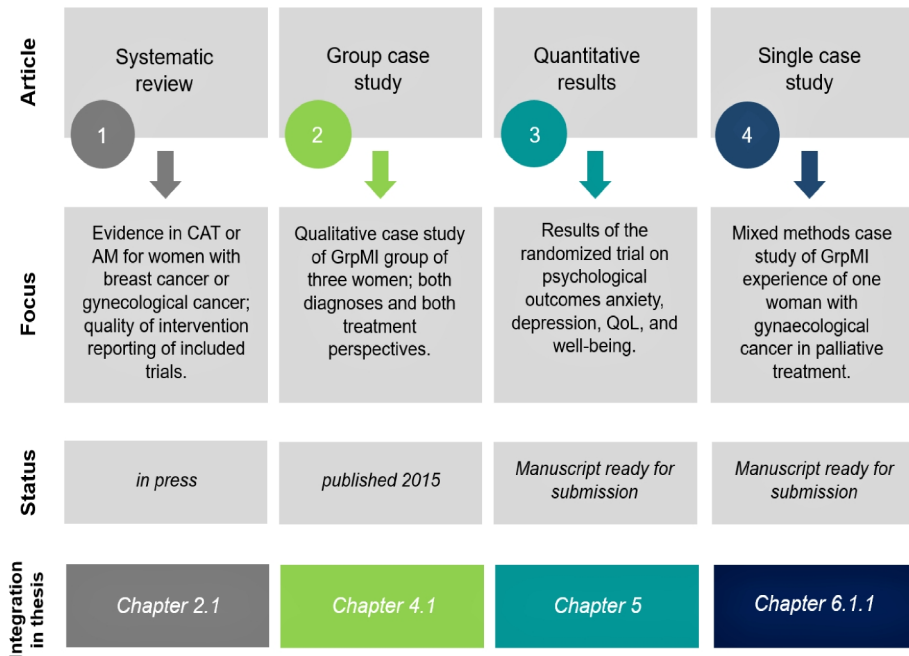 Article
Systematic
review
1
Group case
study
2
Quantitative
results
3
Single case
study
4
Focus
Evidence in CAT or
AM for women with
breast cancer or
gynecological cancer;
quality of intervention
reporting of included
trials.
Qualitative case study
of GrpMI group of
three women; both
diagnoses and both
treatment
perspectives.
Results of the
randomized trial on
psychological
outcomes anxiety,
depression, QoL, and
well-being.
Mixed methods case
study of GrpMI
experience of one
woman with
gynaecological
cancer in palliative
treatment.
Status
in press
published 2015
Manuscript ready for
submission
Manuscript ready for
submission
Integration
in thesis
Chapter 2.1
Chapter 4.1
Chapter 5
Chapter 6.1.1